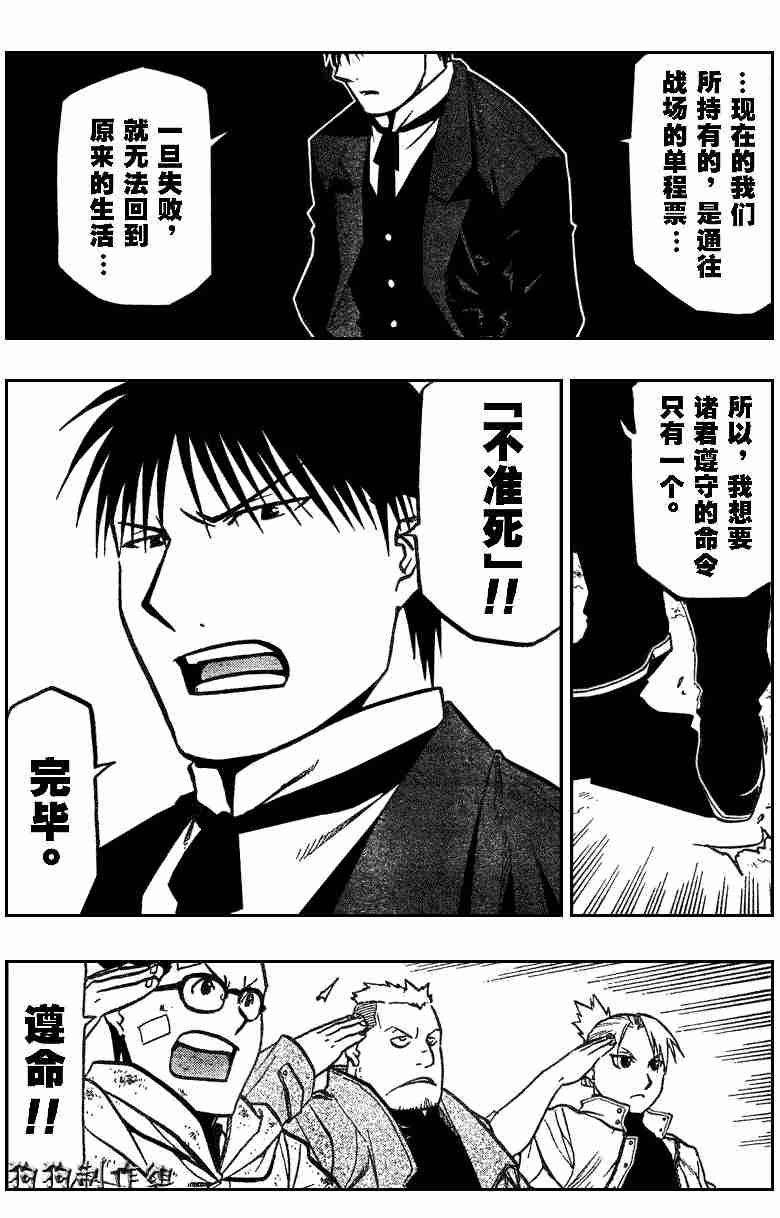 …现在的我们
所持有的，是通往
战场的单程票…
一旦失败，
就无法回到
原来的生活…
所以，我想要
诸君遵守的命令
只有一个。
「不准死」!!
完毕。
遵命!!
狗狗制作组